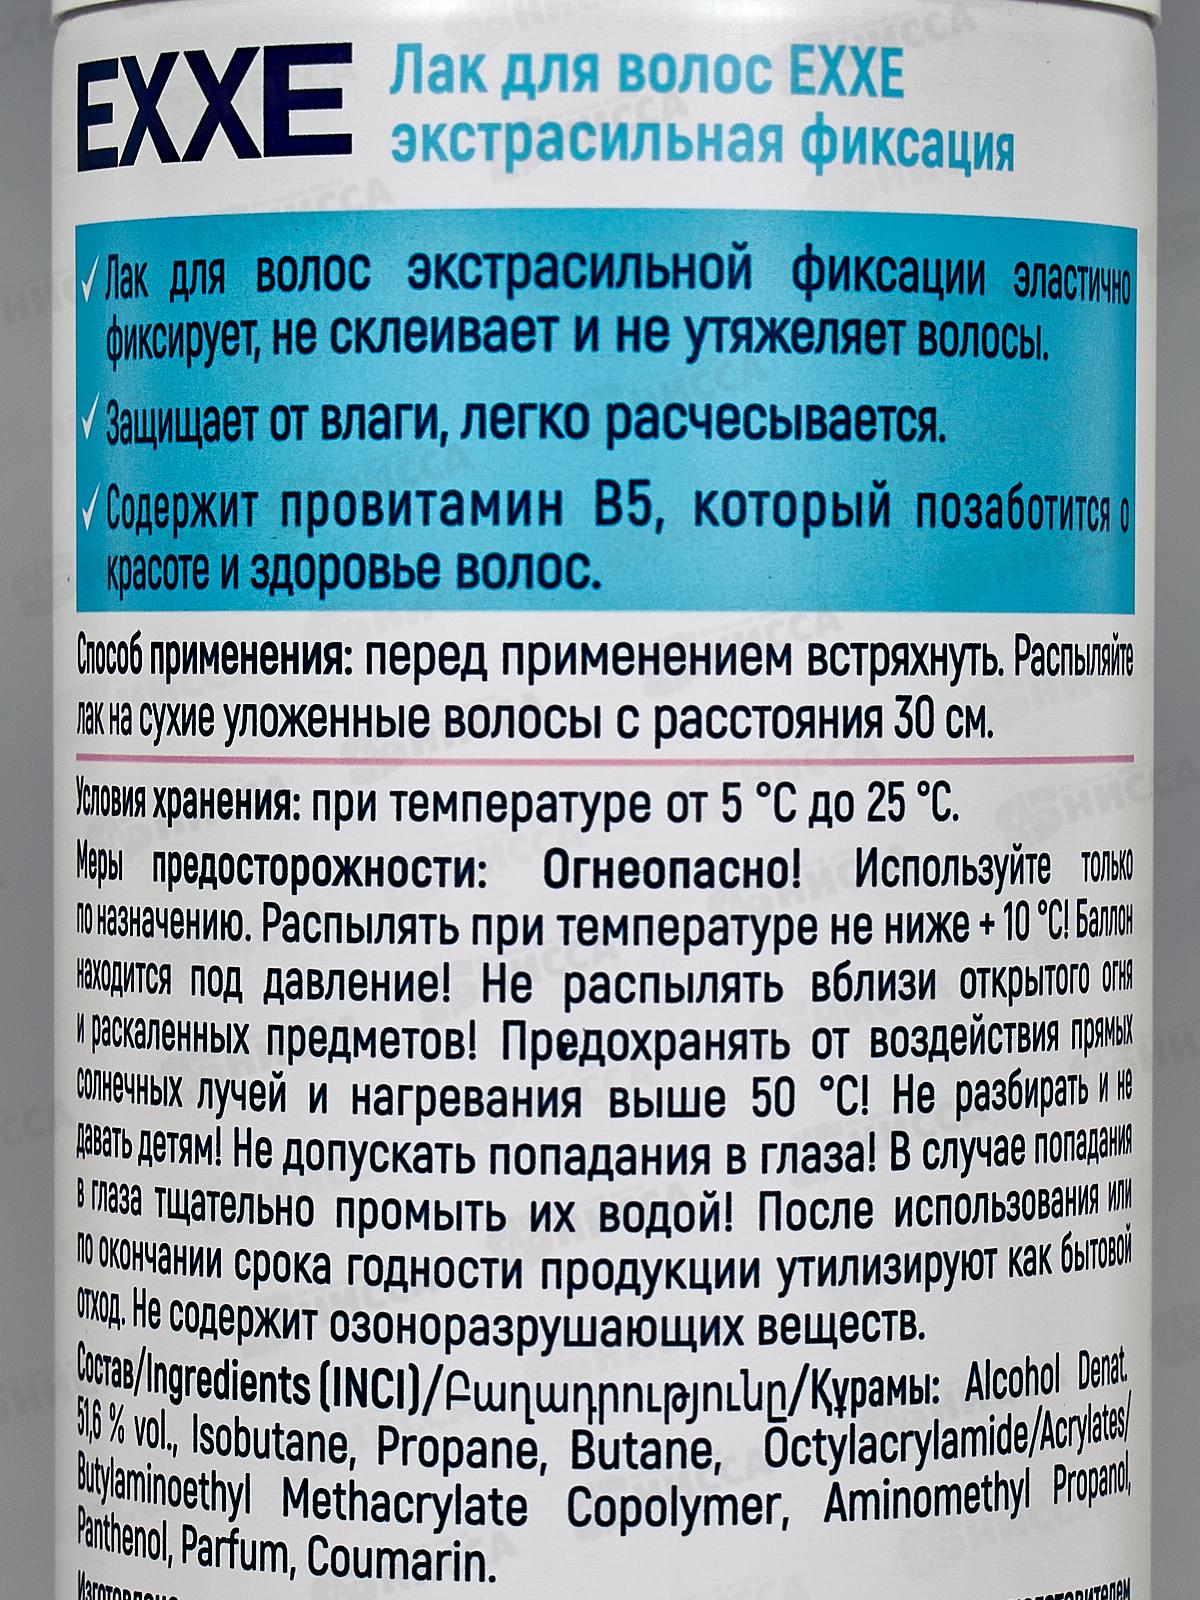 EXXE
Лак для волос EXXE
экстрасильная фиксация
Лак для волос экстрасильной фиксации эластично
фиксирует, не склеивает и не утяжеляет волосы.
Защищает от влаги, легко расчесывается.
Содержит провитамин В5, который позаботится о
красоте и здоровье волос.
Способ применения: перед применением встряхнуть. Распыляйте
лак на сухие уложенные волосы с расстояния 30 см.
Условия хранения: при температуре от 5 °С до 25 °С.
Меры предосторожности: Огнеопасно! Используйте только
по назначению. Распылять при температуре не ниже + 10 °С! Баллон
находится под давление! Не распылять вблизи открытого огня
и раскаленных предметов! Предохранять от воздействия прямых
солнечных лучей и нагревания выше 50 °С! Не разбирать и не
давать детям! Не допускать попадания в глаза! В случае попадания
в глаза тщательно промыть их водой! После использования или
по окончании срока годности продукции утилизируют как бытовой
отход. Не содержит озоноразрушающих веществ.
Состав/Ingredients (INCI)/Բաղադրությունը/Құрамы: Alcohol Denat.
51,6 % vol., Isobutane, Propane, Butane, Octylacrylamide/Acrylates/
Butylaminoethyl Methacrylate Copolymer, Aminomethyl Propanol,
Panthenol, Parfum, Coumarin.